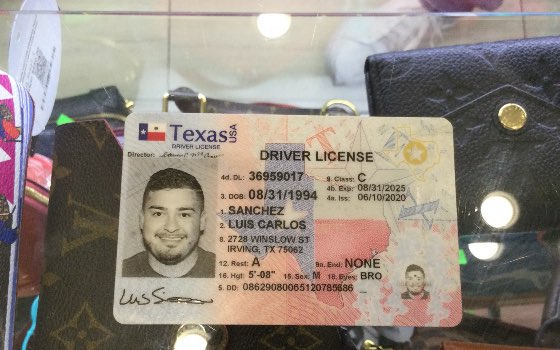 Texas USA
DRIVER LICENSE
Director:
DRIVER LICENSE
4d. DL: 36959017 9. Class: C
3. DOB: 08/31/1994 4b. Exp: 08/31/2025
4a. Iss: 06/10/2020
1. SANCHEZ
2. LUIS CARLOS
8. 2728 WINSLOW ST
IRVING, TX 75062
12. Rest: A 9a. End: NONE
16. Hgt: 5'-08" 15. Sex: M 18. Eyes: BRO
5. DD: 08629080065120785686